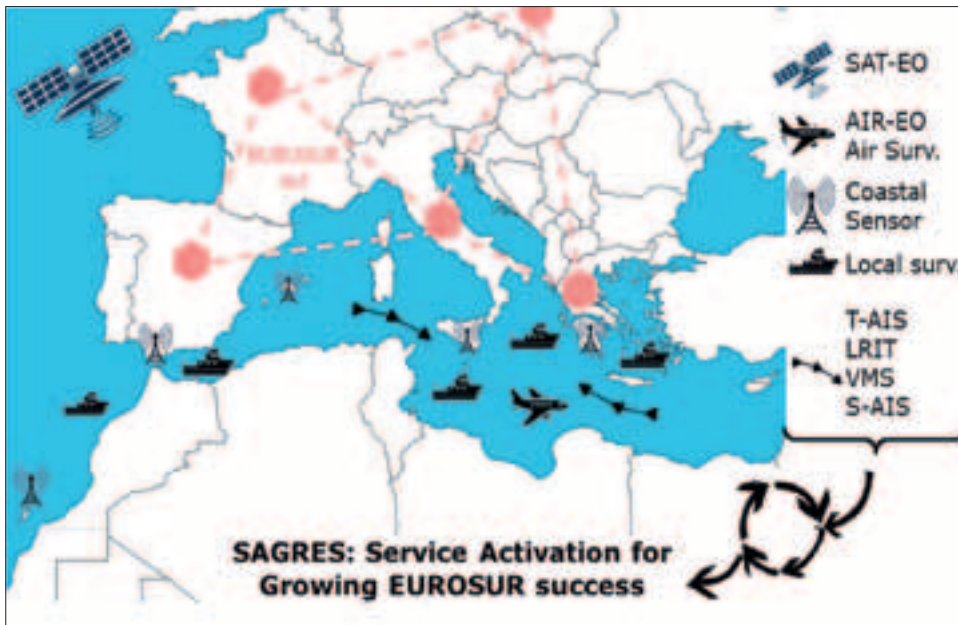 SAT-EO
AIR-EO
Air Surv.
Coastal
Sensor
Local surv.
T-AIS
LRIT
VMS
S-AIS
SAGRES: Service Activation for
Growing EUROSUR success